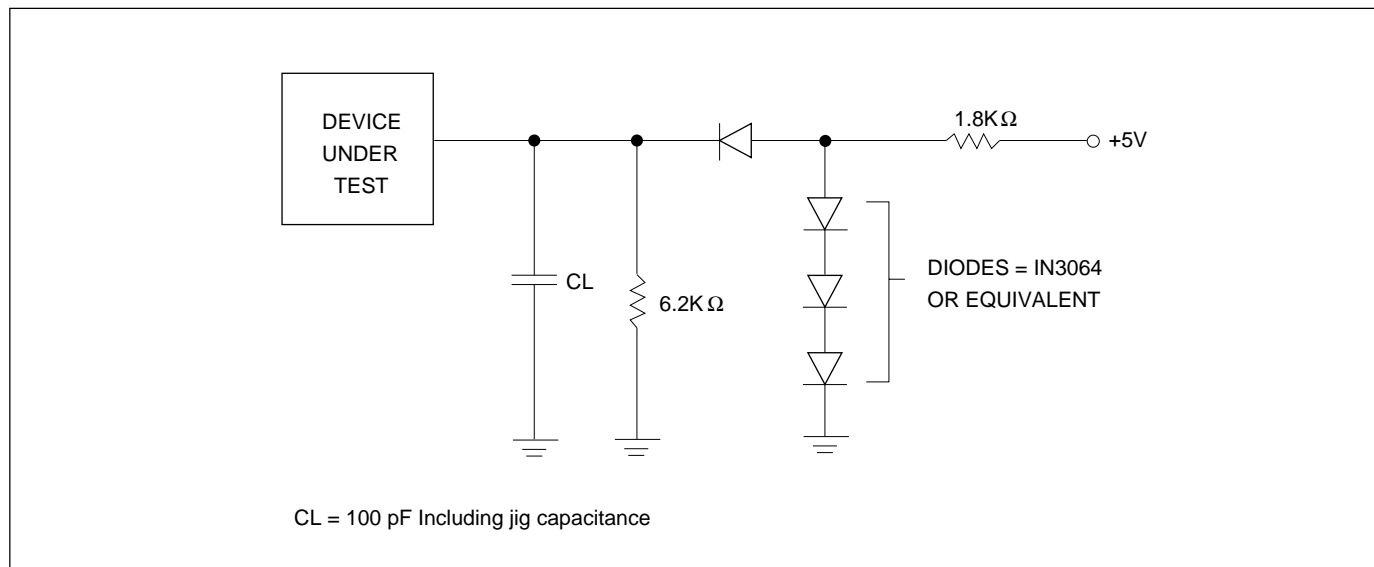 DEVICE
UNDER
TEST
1.8KΩ
+5V
CL
6.2KΩ
DIODES = IN3064
OR EQUIVALENT
CL = 100 pF Including jig capacitance